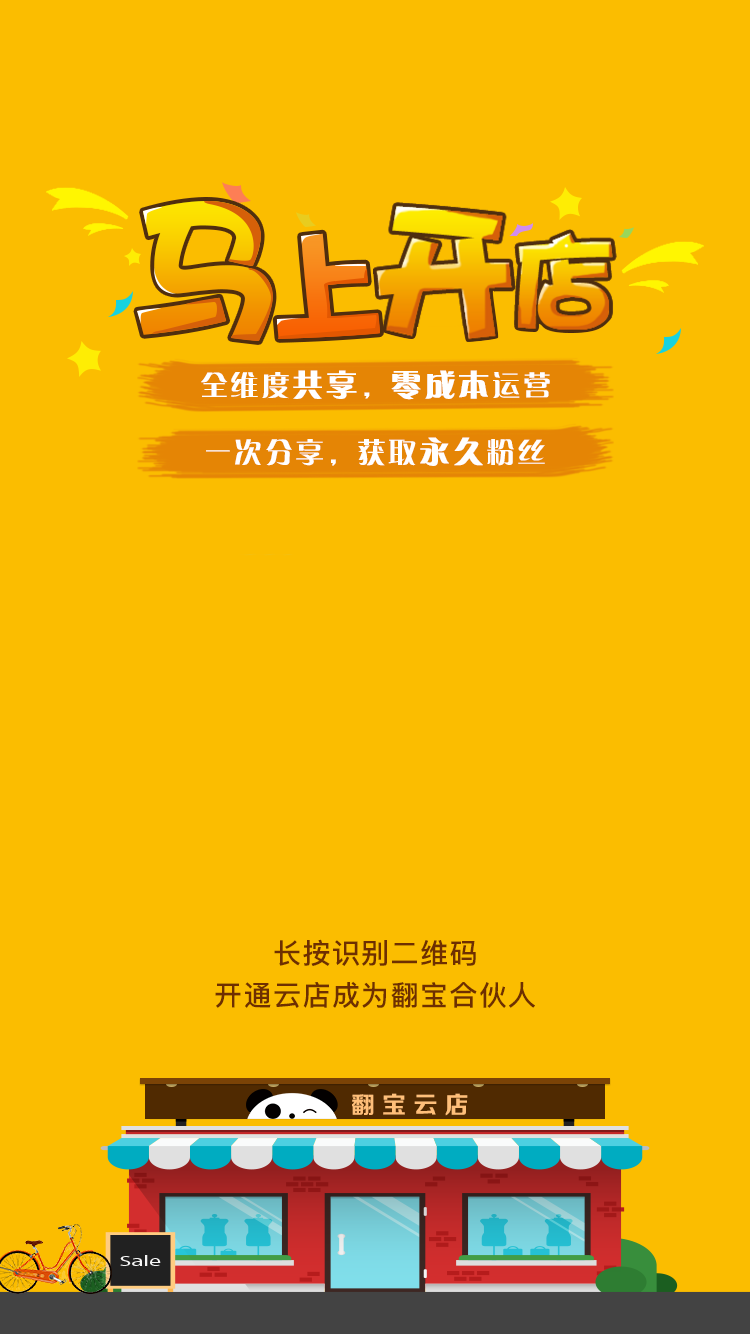 马上开店
全维度共享，零成本运营
一次分享，获取永久粉丝
长按识别二维码
开通云店成为翻宝合伙人
翻宝云店
Sale